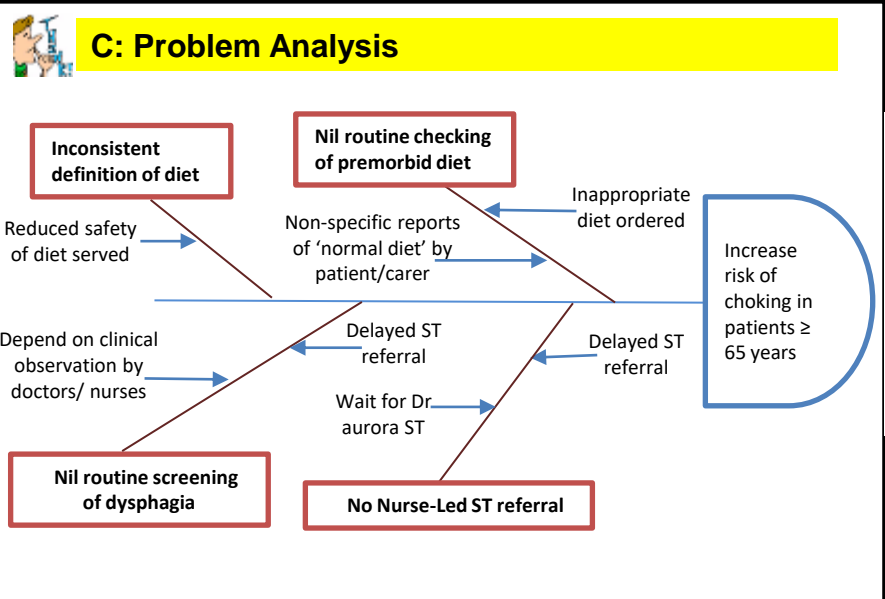 C: Problem Analysis
Inconsistent
definition of diet
Nil routine checking
of premorbid diet
Reduced safety
of diet served
Non-specific reports
of ‘normal diet’ by
patient/carer
Inappropriate
diet ordered
Increase
risk of
choking in
patients ≥
65 years
Depend on clinical
observation by
doctors/ nurses
Delayed ST
referral
Wait for Dr
aurora ST
Delayed ST
referral
Nil routine screening
of dysphagia
No Nurse-Led ST referral